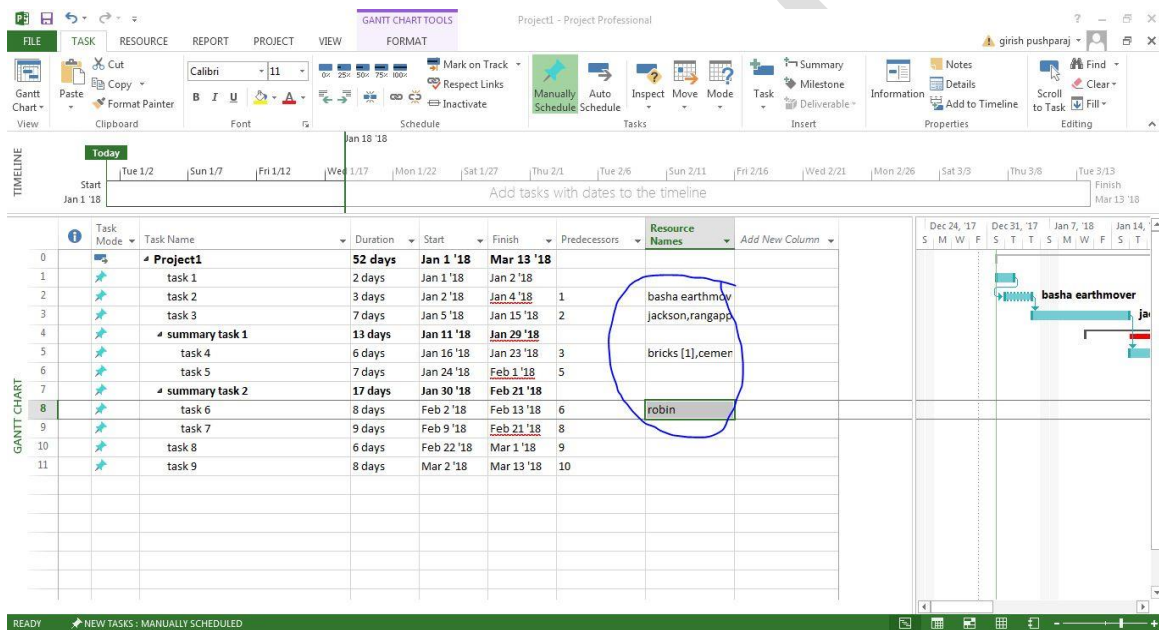 GANTT CHART TOOLS
Project1 - Project Professional
FILE TASK RESOURCE REPORT PROJECT VIEW FORMAT
girish pushparaj
Gantt Chart
View
Paste
Cut
Copy
Format Painter
Clipboard
Calibri 11
B I U A
Font
0% 25% 50% 75% 100%
Mark on Track
Respect Links
Inactivate
Schedule
Manually Schedule
Auto Schedule
Inspect Move Mode
Tasks
Task
Summary
Milestone
Deliverable
Insert
Information
Notes
Details
Add to Timeline
Properties
Scroll to Task
Find
Clear
Fill
Editing
TIMELINE
Jan 18 '18
Today
Tue 1/2 Sun 1/7 Fri 1/12 Wed 1/17 Mon 1/22 Sat 1/27 Thu 2/1 Tue 2/6 Sun 2/11 Fri 2/16 Wed 2/21 Mon 2/26 Sat 3/3 Thu 3/8 Tue 3/13
Start
Jan 1 '18
Add tasks with dates to the timeline
Finish
Mar 13 '18
GANTT CHART
Task Mode Task Name Duration Start Finish Predecessors Resource Names Add New Column
Dec 24, '17 Dec 31, '17 Jan 7, '18 Jan 14, '
S M W F S T T S M W F S T
0 Project1 52 days Jan 1 '18 Mar 13 '18
1 task 1 2 days Jan 1 '18 Jan 2 '18
2 task 2 3 days Jan 2 '18 Jan 4 '18 1 basha earthmov
basha earthmover
3 task 3 7 days Jan 5 '18 Jan 15 '18 2 jackson,rangapp
4 summary task 1 13 days Jan 11 '18 Jan 29 '18
5 task 4 6 days Jan 16 '18 Jan 23 '18 3 bricks [1],cemen
6 task 5 7 days Jan 24 '18 Feb 1 '18 5
7 summary task 2 17 days Jan 30 '18 Feb 21 '18
8 task 6 8 days Feb 2 '18 Feb 13 '18 6 robin
9 task 7 9 days Feb 9 '18 Feb 21 '18 8
10 task 8 6 days Feb 22 '18 Mar 1 '18 9
11 task 9 8 days Mar 2 '18 Mar 13 '18 10
READY NEW TASKS : MANUALLY SCHEDULED